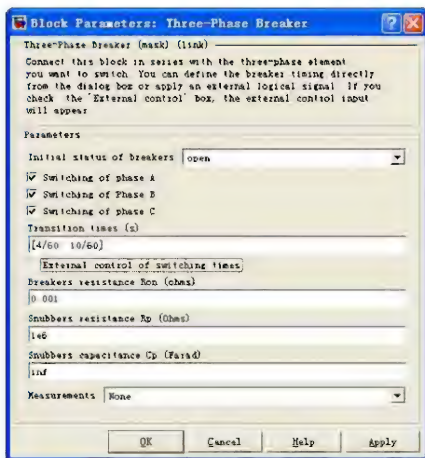 Block Parameters: Three-Phase Breaker
Three-Phase Breaker (mask) (link)
Connect this block in series with the three-phase element
you want to switch. You can define the breaker timing directly
from the dialog box or apply an external logical signal If you
check the 'External control' box, the external control input
will appear
Parameters
Initial status of breakers open
Switching of phase A
Switching of Phase B
Switching of phase C
Transition times (s)
[4/60 10/60]
External control of switching times
Breakers resistance Ron (ohms)
0 001
Snubbers resistance Rp (Ohms)
1e6
Snubbers capacitance Cp (Farad)
inf
Measurements None
OK Cancel Help Apply